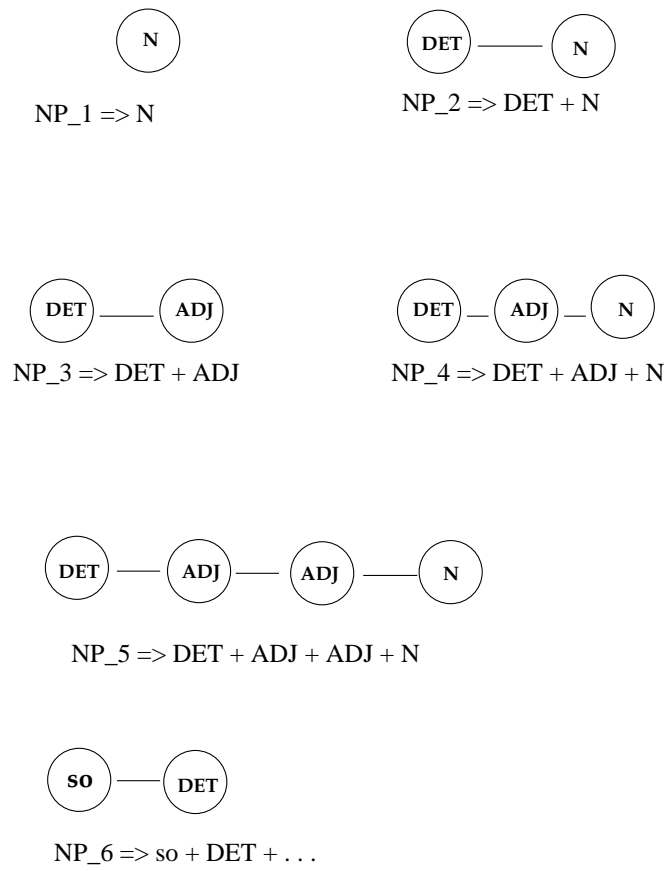 N
NP_1 => N
DET N
NP_2 => DET + N
DET ADJ
NP_3 => DET + ADJ
DET ADJ N
NP_4 => DET + ADJ + N
DET ADJ ADJ N
NP_5 => DET + ADJ + ADJ + N
so DET
NP_6 => so + DET + . . .